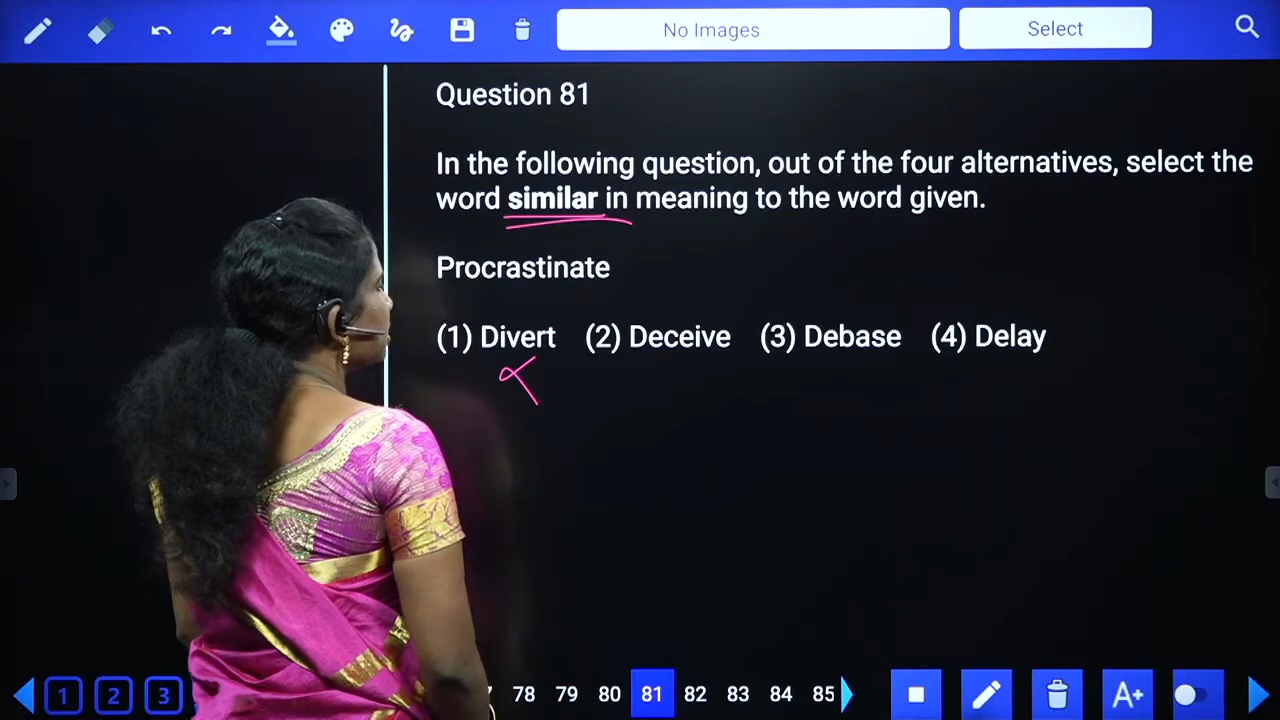 No Images
Select
Question 81
In the following question, out of the four alternatives, select the
word similar in meaning to the word given.
Procrastinate
(1) Divert (2) Deceive (3) Debase (4) Delay
1 2 3 78 79 80 81 82 83 84 85 A+